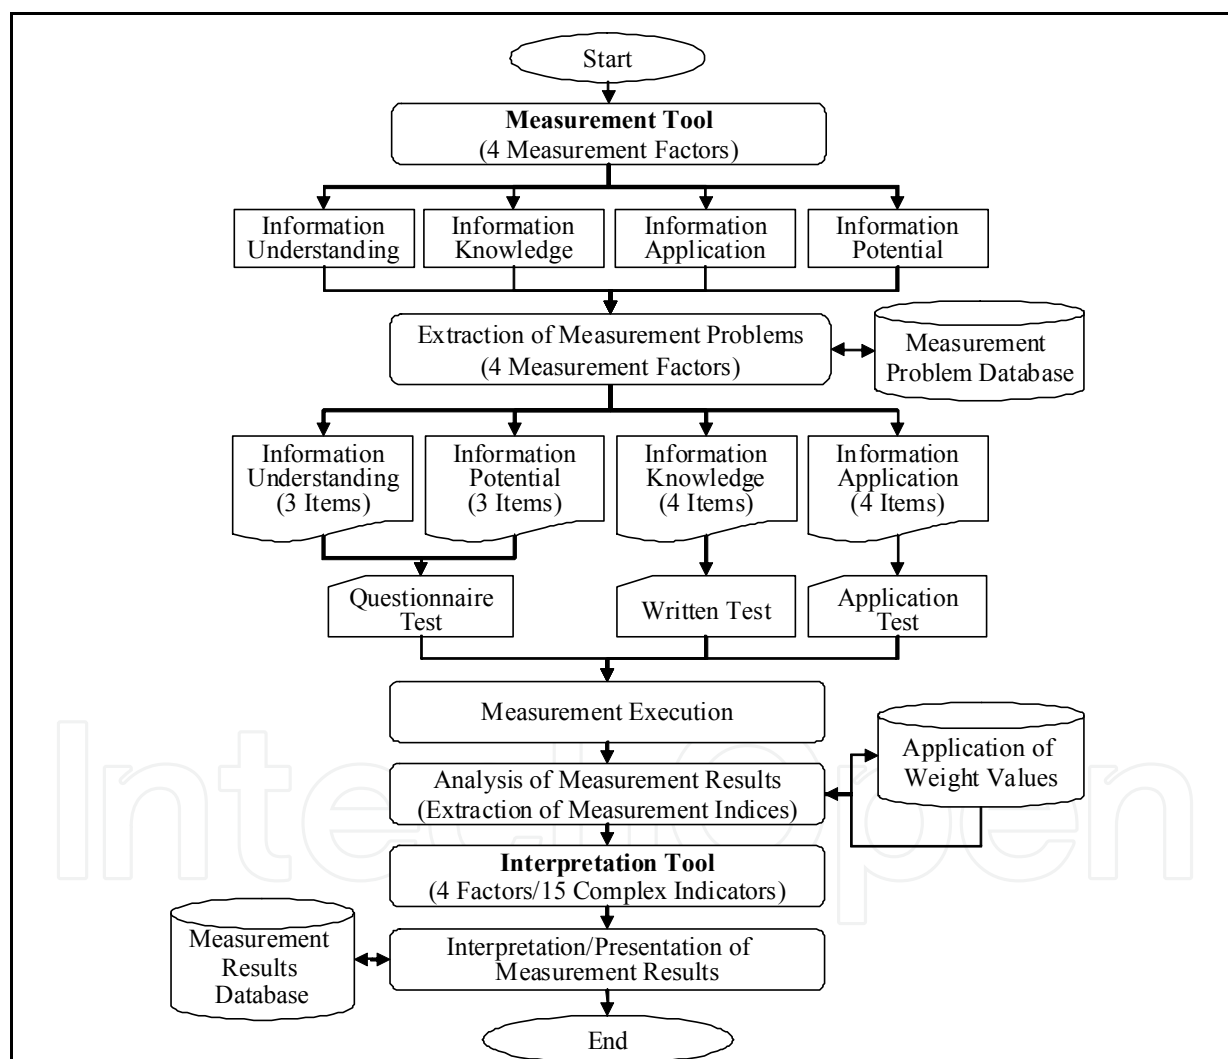 Start
Measurement Tool
(4 Measurement Factors)
Information
Understanding
Information
Knowledge
Information
Application
Information
Potential
Extraction of Measurement Problems
(4 Measurement Factors)
Measurement
Problem Database
Information
Understanding
(3 Items)
Information
Potential
(3 Items)
Information
Knowledge
(4 Items)
Information
Application
(4 Items)
Questionnaire
Test
Written Test
Application
Test
Measurement Execution
Application of
Weight Values
Analysis of Measurement Results
(Extraction of Measurement Indices)
Interpretation Tool
(4 Factors/15 Complex Indicators)
Measurement
Results
Database
Interpretation/Presentation of
Measurement Results
End
IntechOpen